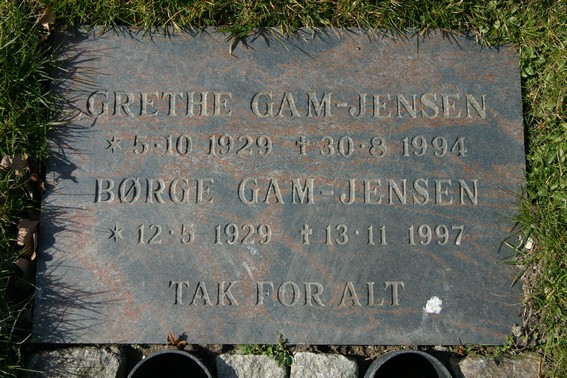 GRETHE GAM-JENSEN
* 5·10 1929 † 30·8 1994
BØRGE GAM-JENSEN
* 12·5 1929 † 13·11 1997
TAK FOR ALT